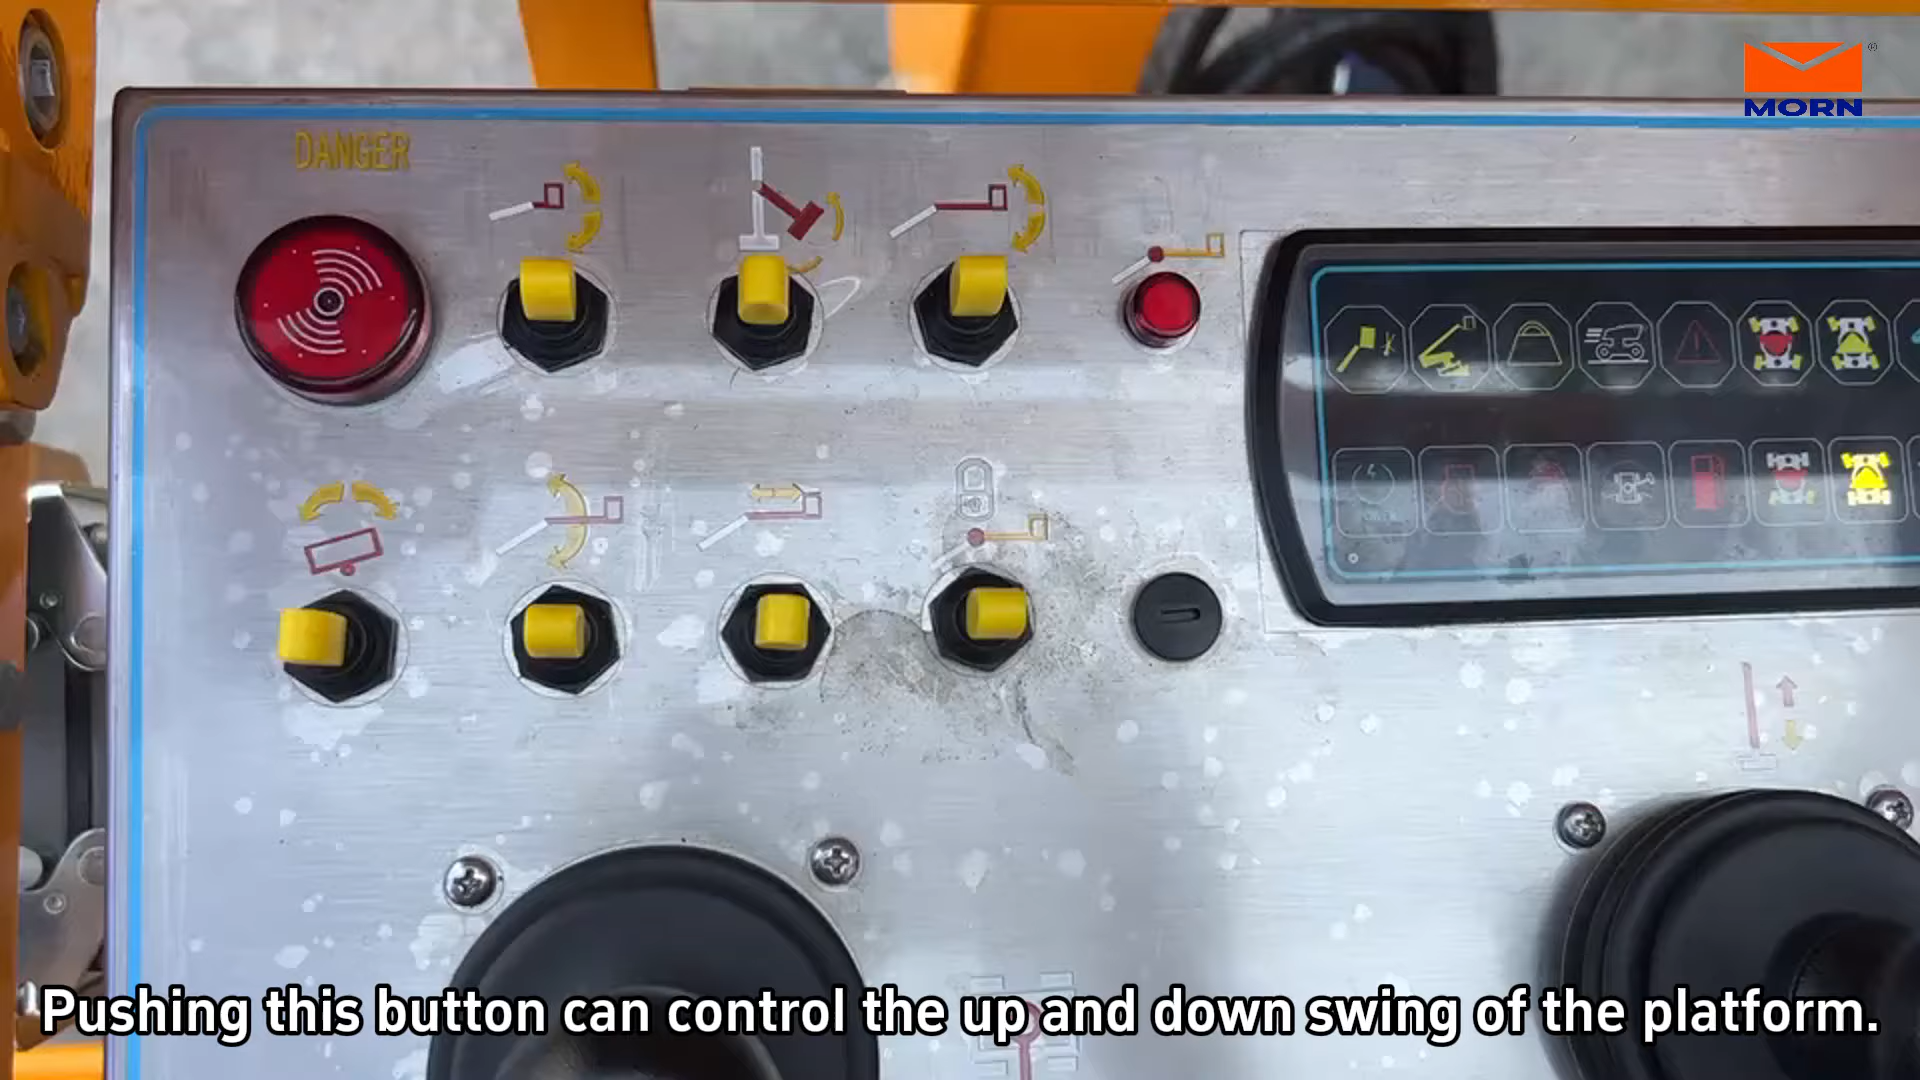 DANGER
®
MORN
Pushing this button can control the up and down swing of the platform.